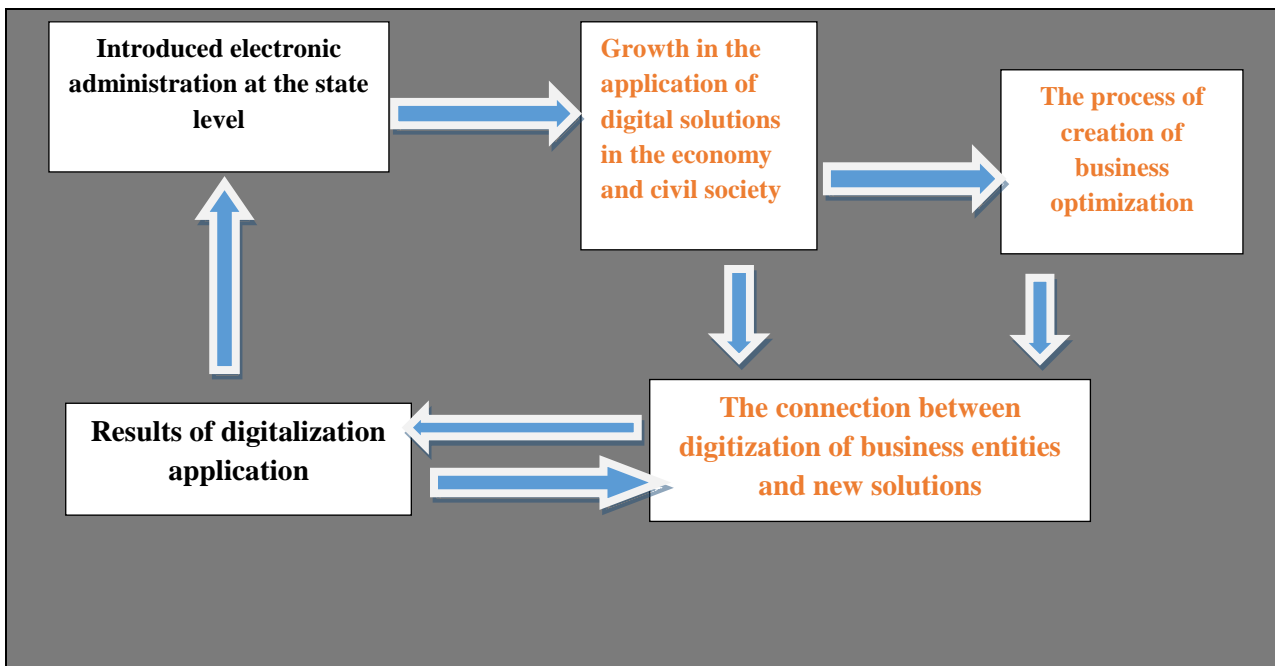 Introduced electronic
administration at the state
level
Growth in the
application of
digital solutions
in the economy
and civil society
The process of
creation of
business
optimization
Results of digitalization
application
The connection between
digitization of business entities
and new solutions